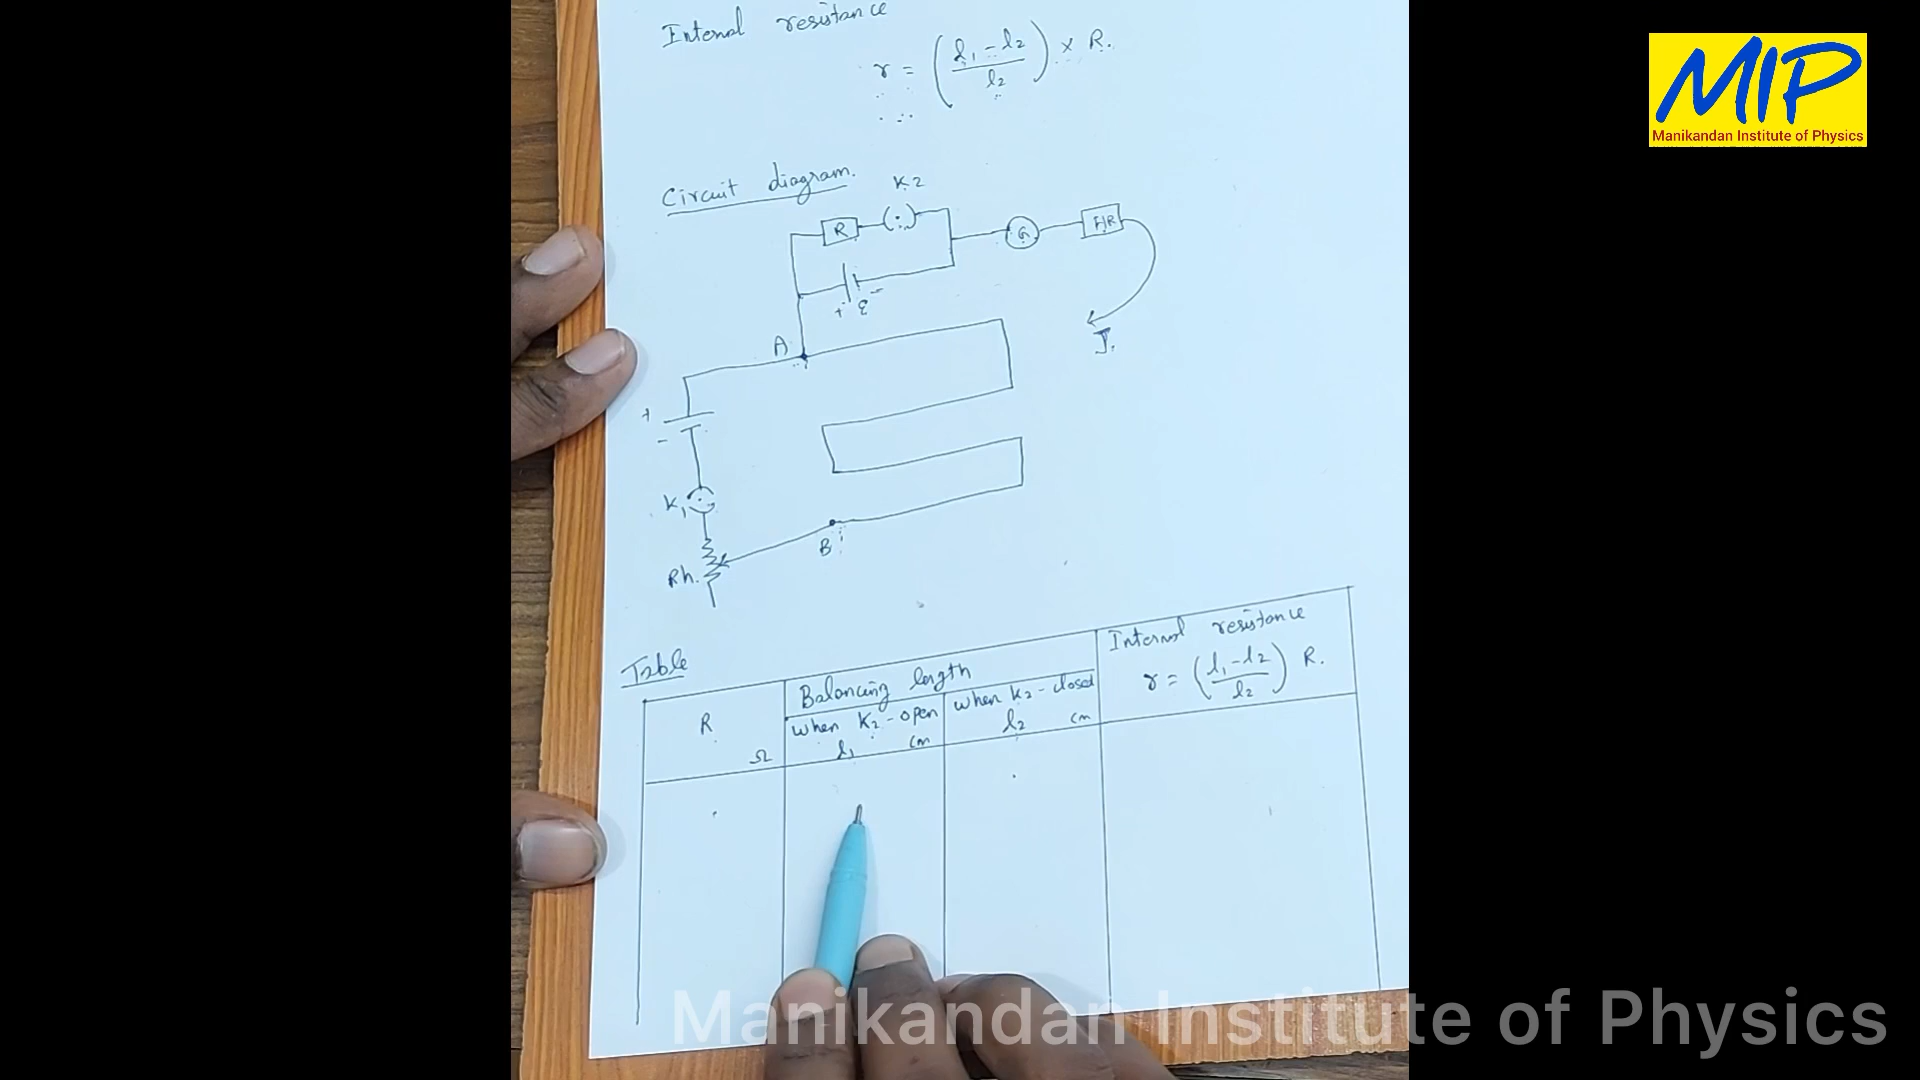 Internal resistance
r = (l1 - l2 / l2) × R.
Circuit diagram.
K2
R
G
HR
+ ε -
A
J.
+
-
K1
B
Rh.
Table
R
Ω
Balancing length
when K2 - open
l1 cm
when K2 - closed
l2 cm
Internal resistance
r = (l1 - l2 / l2) R.
MIP
Manikandan Institute of Physics
Manikandan Institute of Physics